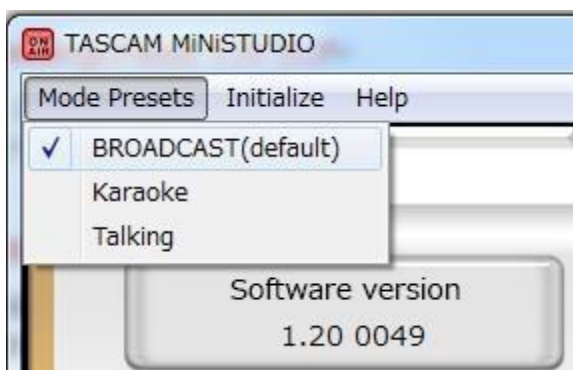 ON AIR TASCAM MiNiSTUDIO
Mode Presets Initialize Help
✓ BROADCAST(default)
Karaoke
Talking
Software version
1.20 0049